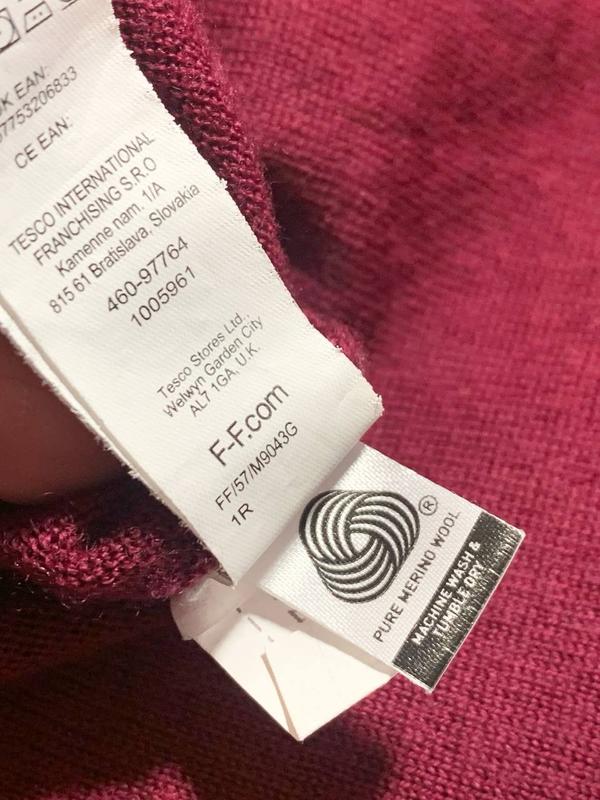 EAN:
CE EAN:
TESCO INTERNATIONAL
FRANCHISING S.R.O
Kamenne nam. 1/A
815 61 Bratislava, Slovakia
460-97764
1005961
Tesco Stores Ltd.,
Welwyn Garden City
AL7 1GA, U.K.
F-F.com
FF/57/M9043G
1R
®
PURE MERINO WOOL
MACHINE WASH &
TUMBLE DRY